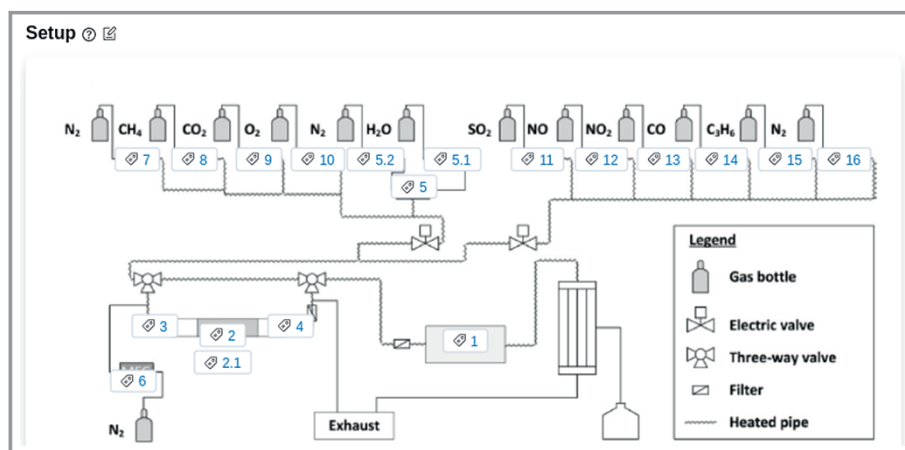 Setup
N₂ CH₄ CO₂ O₂ N₂ H₂O SO₂ NO NO₂ CO C₃H₆ N₂
7 8 9 10 5.2 5.1 11 12 13 14 15 16
5
Legend
Gas bottle
Electric valve
Three-way valve
Filter
Heated pipe
3 2 4 1
2.1
6
N₂
Exhaust